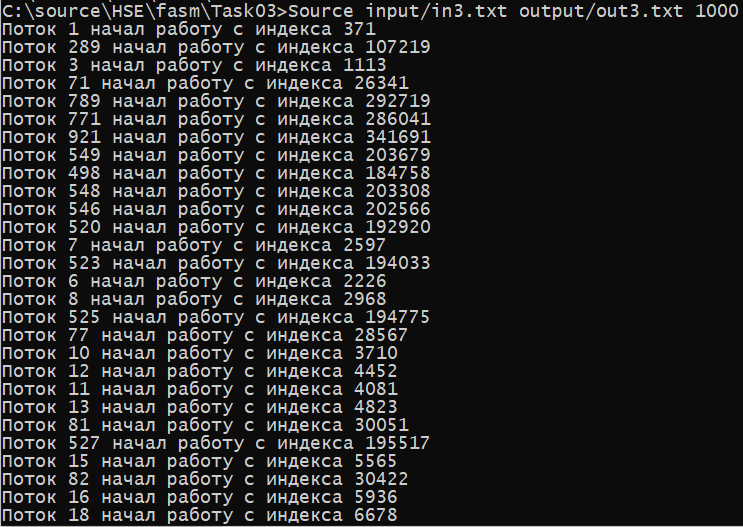 C:\source\HSE\fasm\Task03>Source input/in3.txt output/out3.txt 1000
Поток 1 начал работу с индекса 371
Поток 289 начал работу с индекса 107219
Поток 3 начал работу с индекса 1113
Поток 71 начал работу с индекса 26341
Поток 789 начал работу с индекса 292719
Поток 771 начал работу с индекса 286041
Поток 921 начал работу с индекса 341691
Поток 549 начал работу с индекса 203679
Поток 498 начал работу с индекса 184758
Поток 548 начал работу с индекса 203308
Поток 546 начал работу с индекса 202566
Поток 520 начал работу с индекса 192920
Поток 7 начал работу с индекса 2597
Поток 523 начал работу с индекса 194033
Поток 6 начал работу с индекса 2226
Поток 8 начал работу с индекса 2968
Поток 525 начал работу с индекса 194775
Поток 77 начал работу с индекса 28567
Поток 10 начал работу с индекса 3710
Поток 12 начал работу с индекса 4452
Поток 11 начал работу с индекса 4081
Поток 13 начал работу с индекса 4823
Поток 81 начал работу с индекса 30051
Поток 527 начал работу с индекса 195517
Поток 15 начал работу с индекса 5565
Поток 82 начал работу с индекса 30422
Поток 16 начал работу с индекса 5936
Поток 18 начал работу с индекса 6678